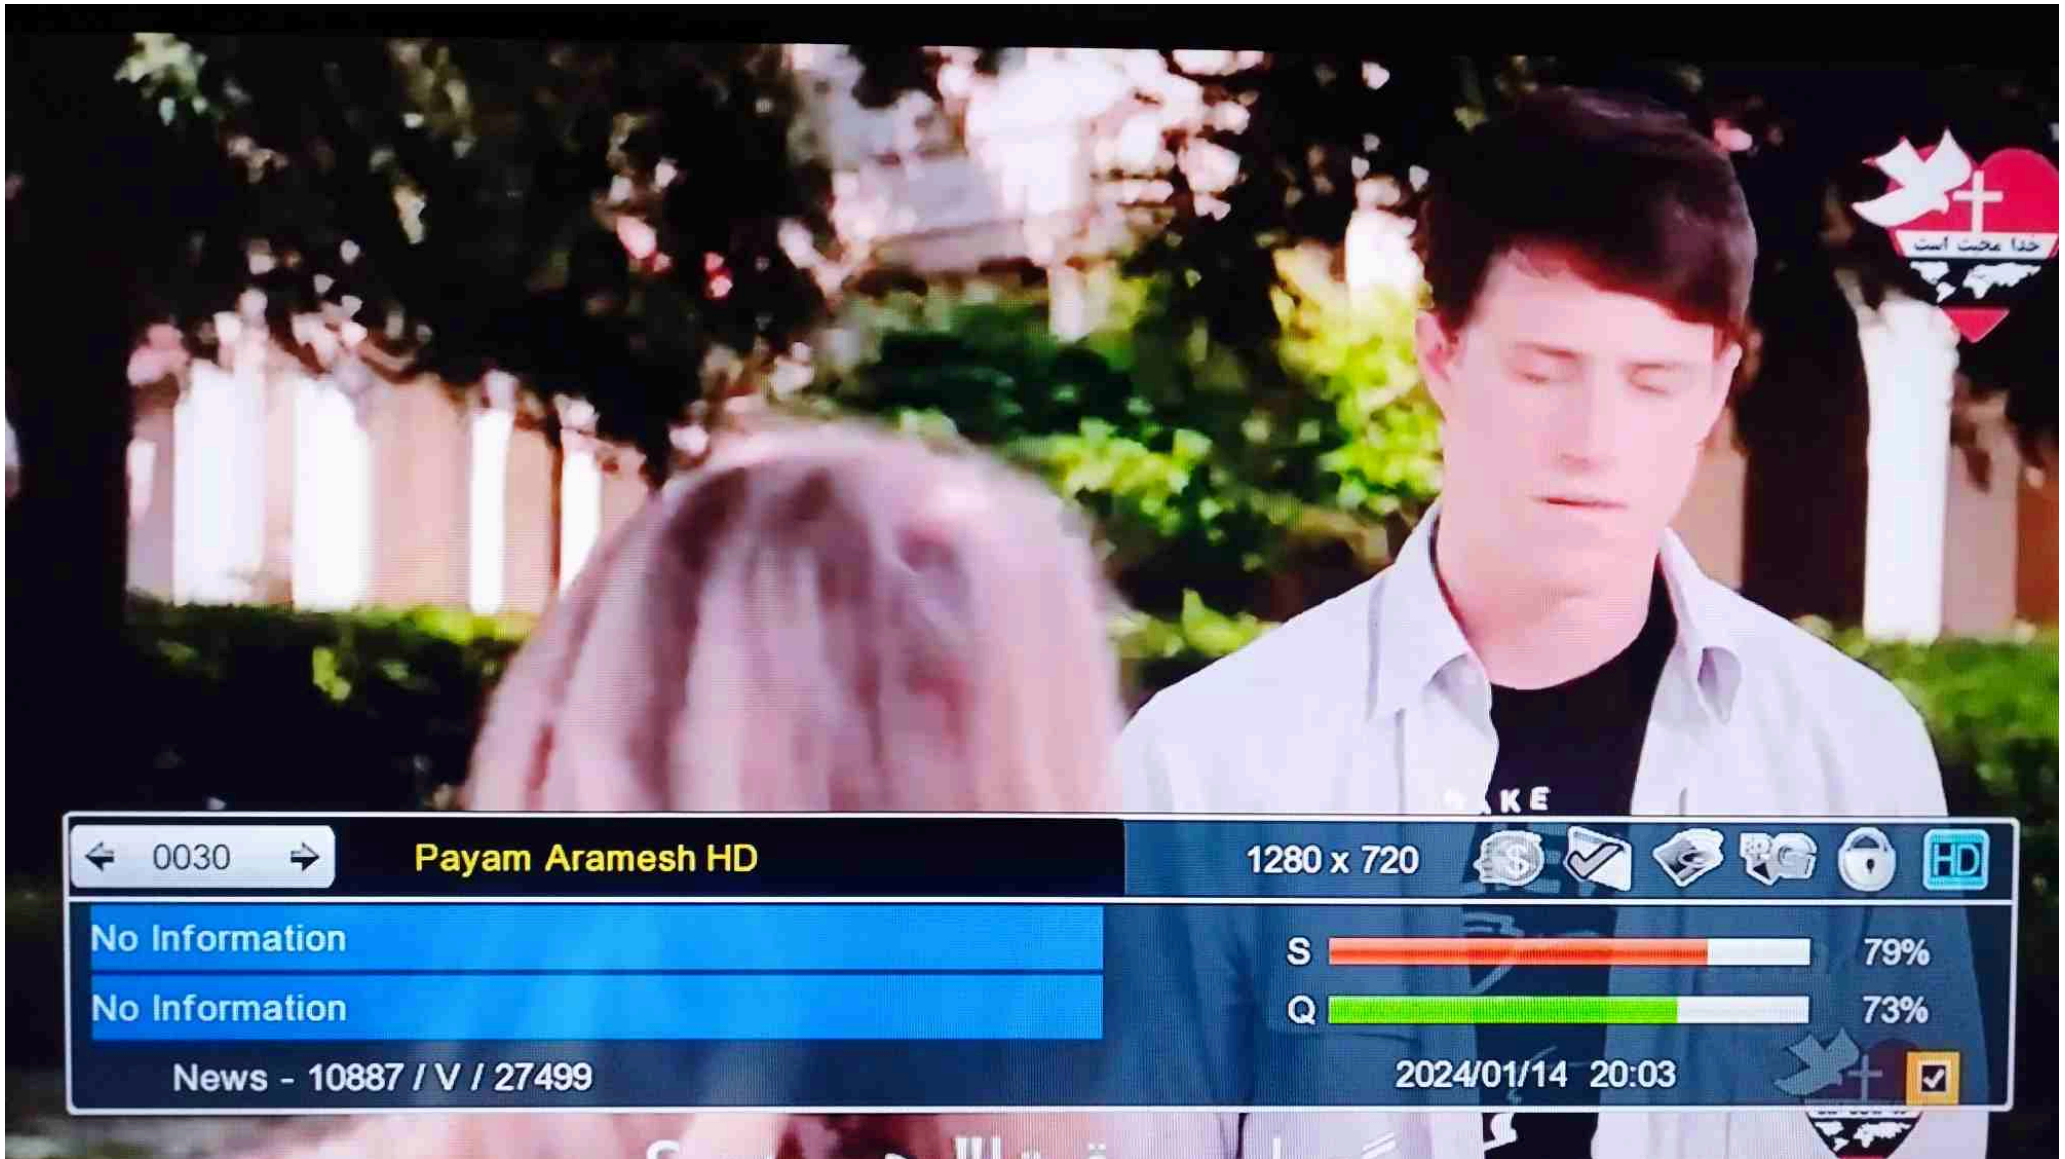 خدا محبت است
AKE
0030
Payam Aramesh HD
1280 x 720
HD
No Information
S 79%
No Information
Q 73%
News - 10887 / V / 27499
2024/01/14 20:03